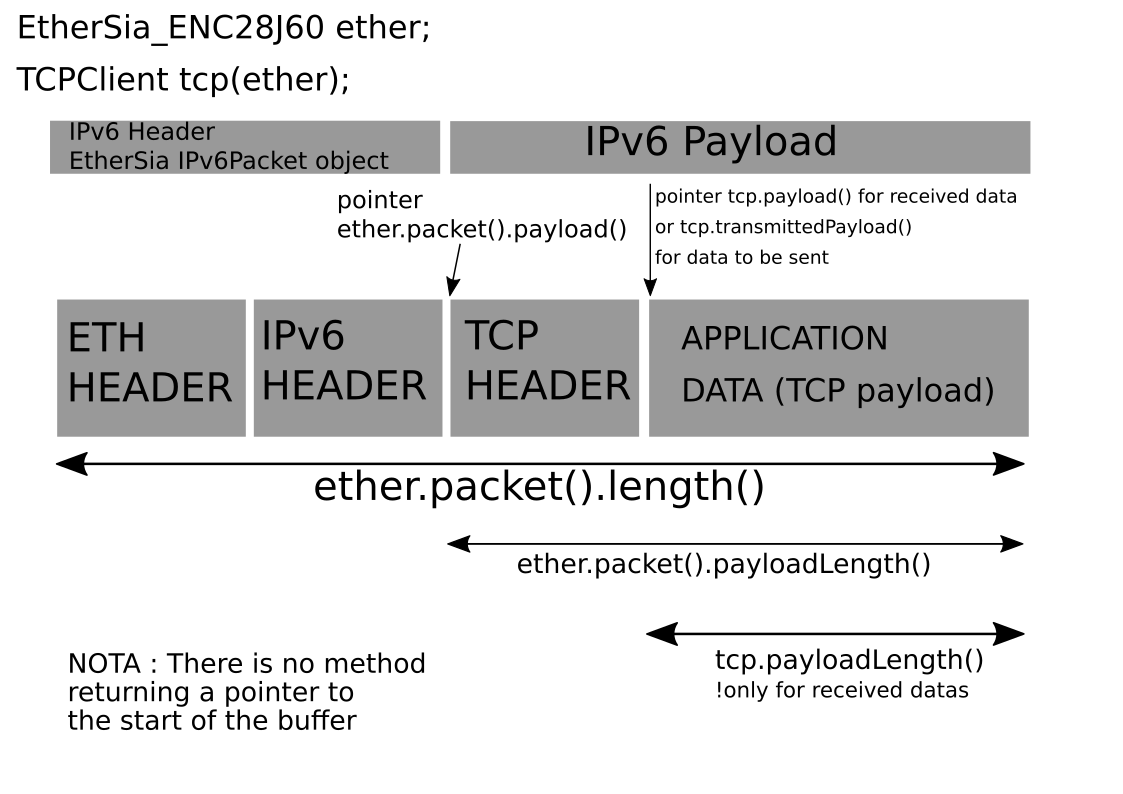 EtherSia_ENC28J60 ether;
TCPClient tcp(ether);
IPv6 Header
EtherSia IPv6Packet object
IPv6 Payload
pointer
ether.packet().payload()
pointer tcp.payload() for received data
or tcp.transmittedPayload()
for data to be sent
ETH
HEADER
IPv6
HEADER
TCP
HEADER
APPLICATION
DATA (TCP payload)
ether.packet().length()
ether.packet().payloadLength()
tcp.payloadLength()
!only for received datas
NOTA : There is no method
returning a pointer to
the start of the buffer